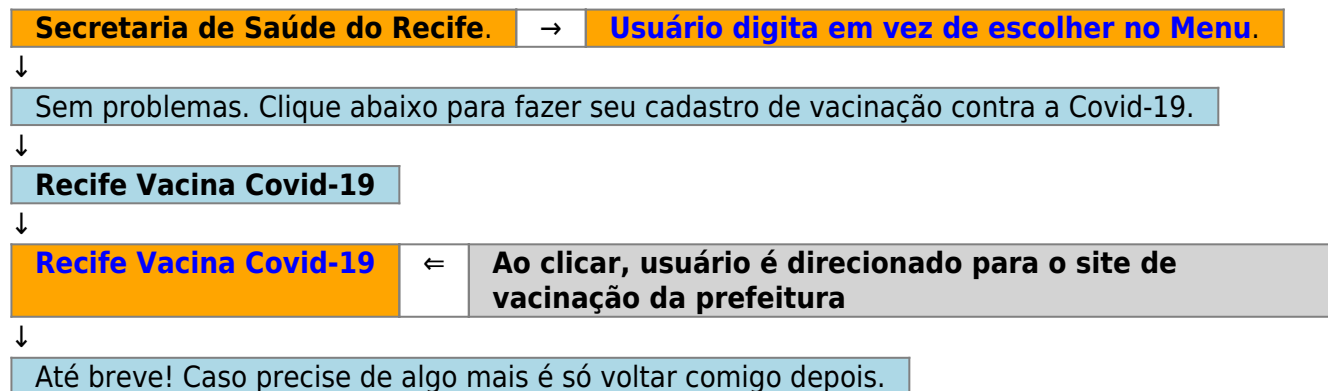 Secretaria de Saúde do Recife. → Usuário digita em vez de escolher no Menu.
↓
Sem problemas. Clique abaixo para fazer seu cadastro de vacinação contra a Covid-19.
↓
Recife Vacina Covid-19
↓
Recife Vacina Covid-19 ⇐ Ao clicar, usuário é direcionado para o site de
vacinação da prefeitura
↓
Até breve! Caso precise de algo mais é só voltar comigo depois.